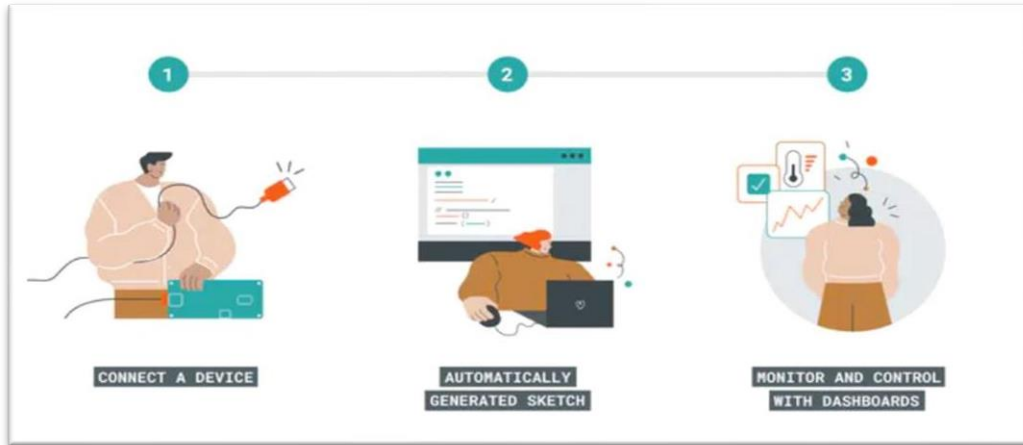 1
2
3
CONNECT A DEVICE
AUTOMATICALLY
GENERATED SKETCH
MONITOR AND CONTROL
WITH DASHBOARDS